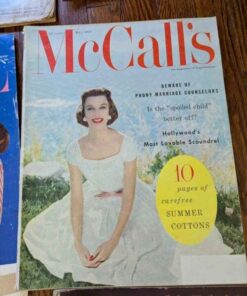 McCall's
BEWARE OF
PHONY MARRIAGE COUNSELORS
Is the "spoiled child"
better off?
Hollywood's
Most Lovable Scoundrel
10
pages of
carefree
SUMMER
COTTONS